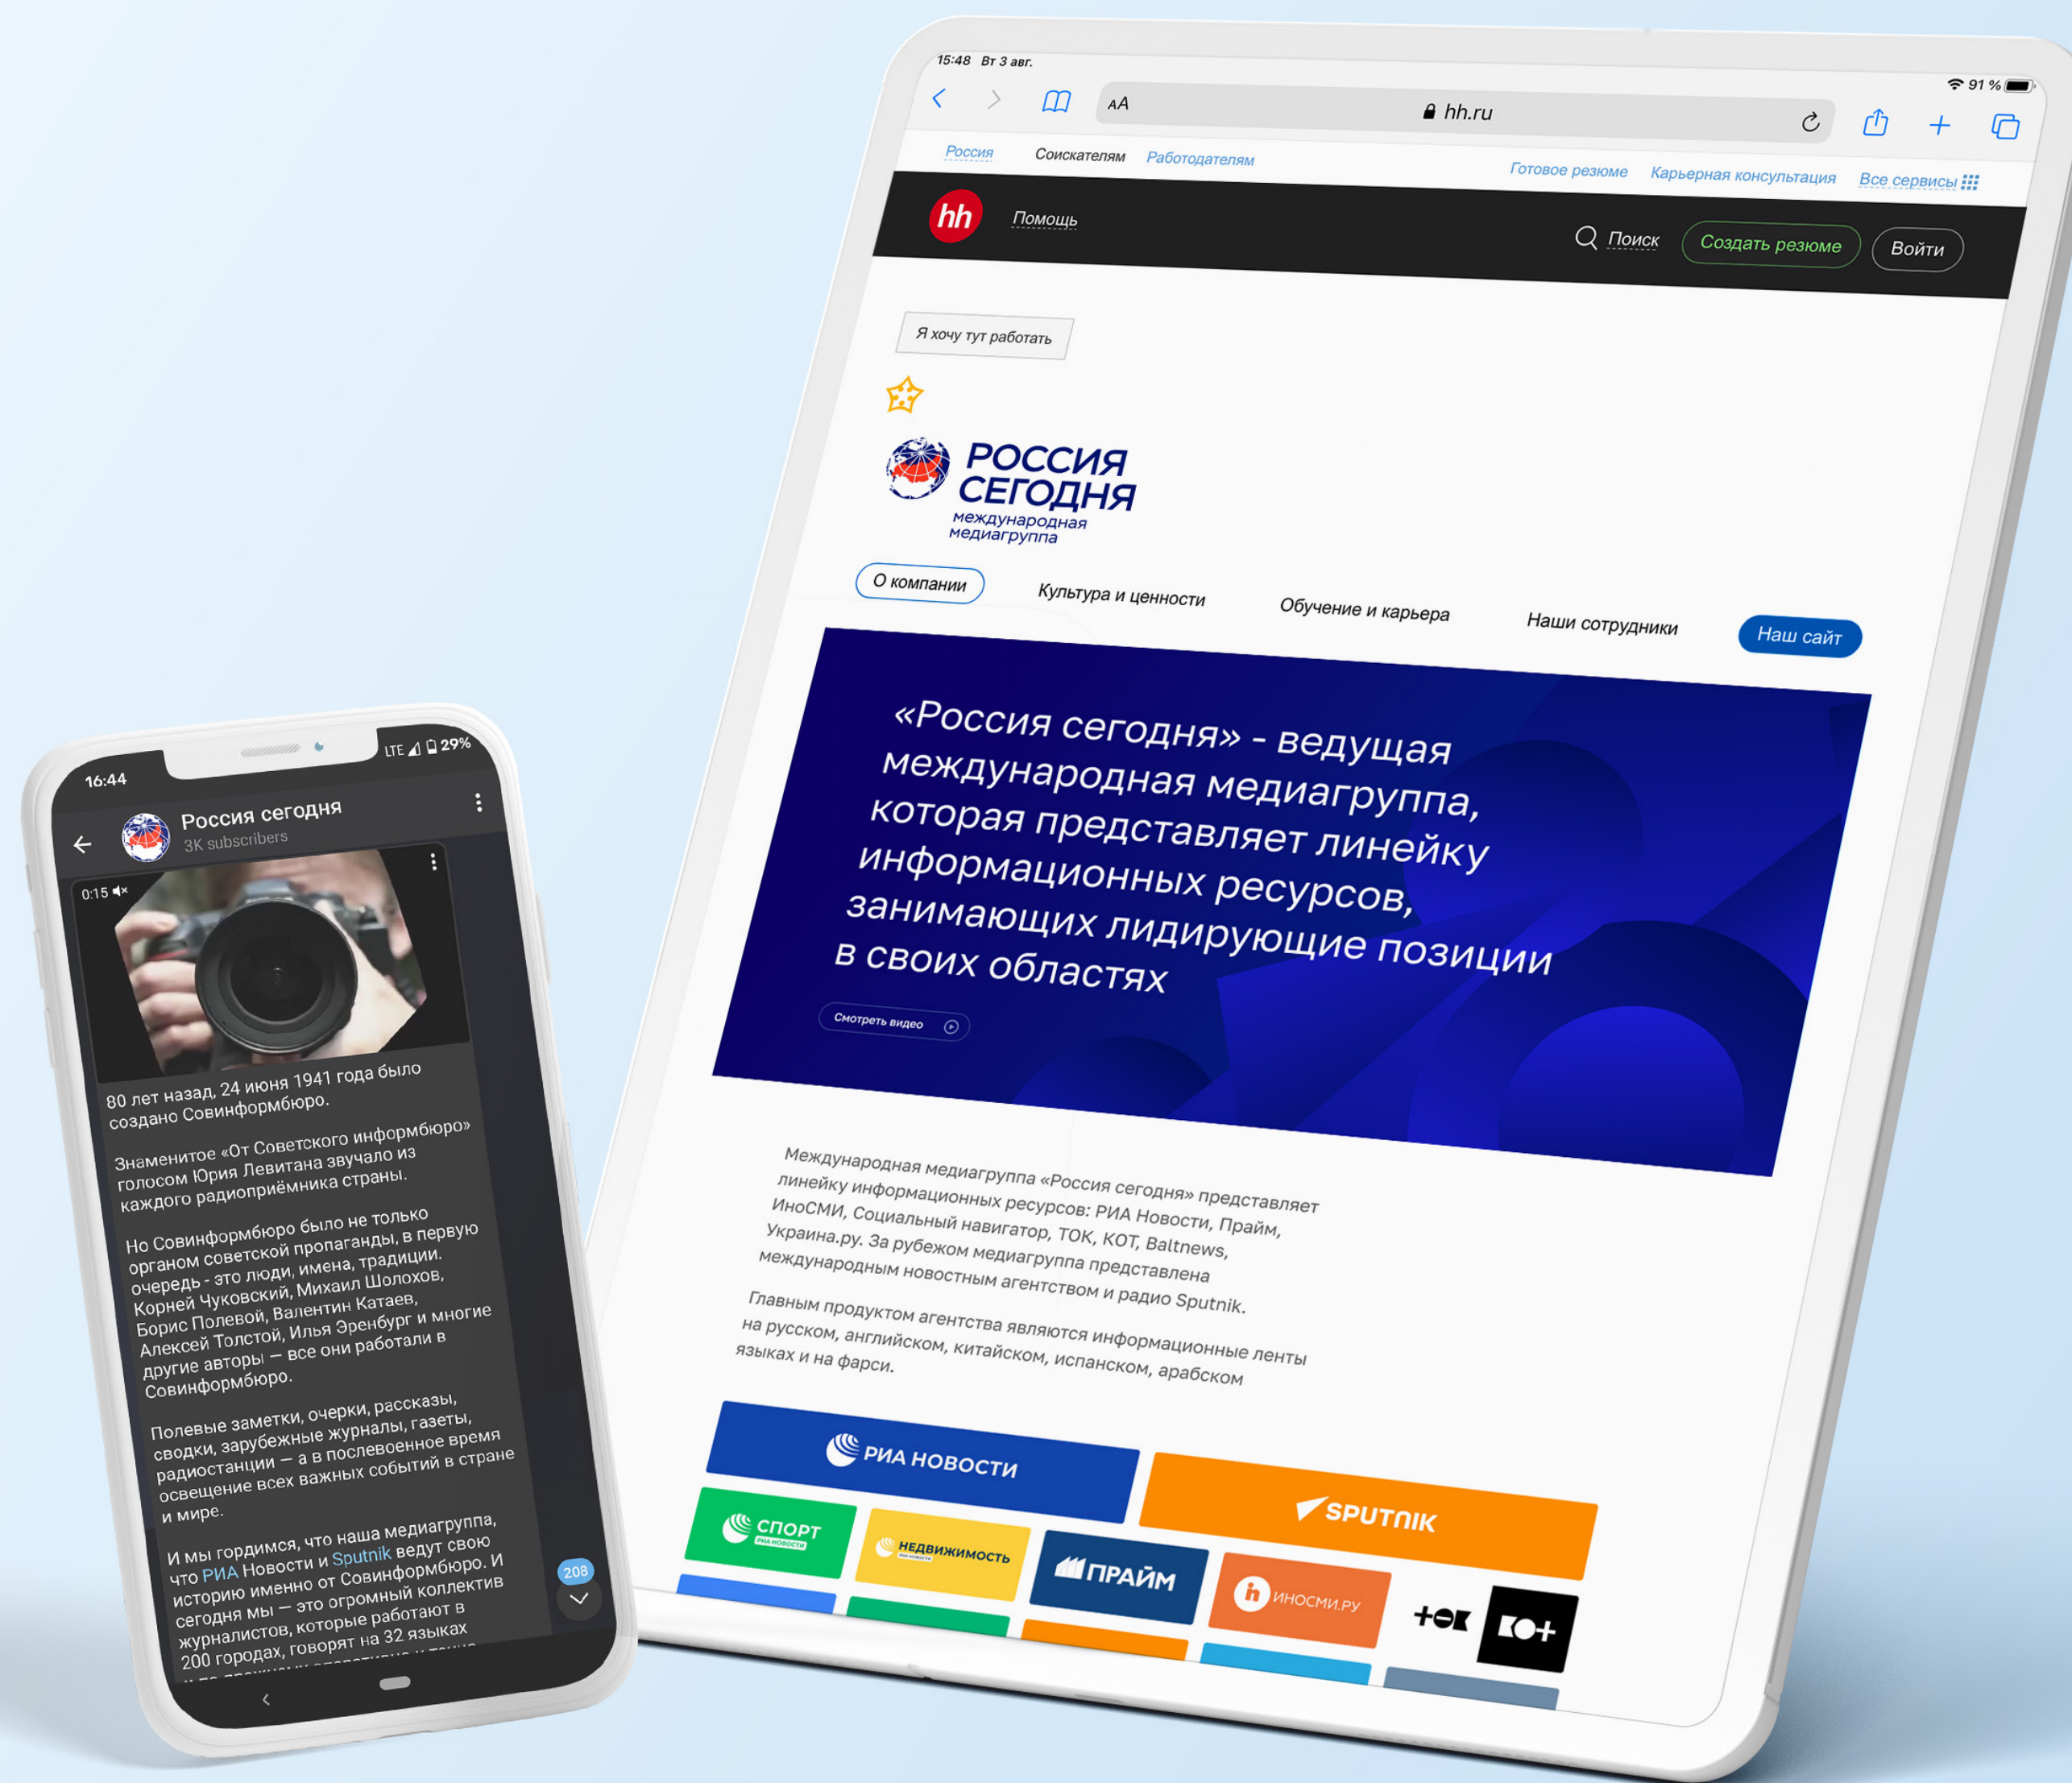 16:44
LTE 29%
Россия сегодня
3K subscribers
0:15
80 лет назад, 24 июня 1941 года было
создано Совинформбюро.
Знаменитое «От Советского информбюро»
голосом Юрия Левитана звучало из
каждого радиоприёмника страны.
Но Совинформбюро было не только
органом советской пропаганды, в первую
очередь - это люди, имена, традиции.
Корней Чуковский, Михаил Шолохов,
Борис Полевой, Валентин Катаев,
Алексей Толстой, Илья Эренбург и многие
другие авторы — все они работали в
Совинформбюро.
Полевые заметки, очерки, рассказы,
сводки, зарубежные журналы, газеты,
радиостанции — а в послевоенное время
освещение всех важных событий в стране
и мире.
И мы гордимся, что наша медиагруппа,
что РИА Новости и Sputnik ведут свою
историю именно от Совинформбюро. И
сегодня мы — это огромный коллектив
журналистов, которые работают в
200 городах, говорят на 32 языках
208
15:48 Вт 3 авг.
91 %
AA
hh.ru
Россия Соискателям Работодателям Готовое резюме Карьерная консультация Все сервисы
hh Помощь Поиск Создать резюме Войти
Я хочу тут работать
РОССИЯ
СЕГОДНЯ
международная
медиагруппа
О компании Культура и ценности Обучение и карьера Наши сотрудники Наш сайт
«Россия сегодня» - ведущая
международная медиагруппа,
которая представляет линейку
информационных ресурсов,
занимающих лидирующие позиции
в своих областях
Смотреть видео
Международная медиагруппа «Россия сегодня» представляет
линейку информационных ресурсов: РИА Новости, Прайм,
ИноСМИ, Социальный навигатор, ТОК, КОТ, Baltnews,
Украина.ру. За рубежом медиагруппа представлена
международным новостным агентством и радио Sputnik.
Главным продуктом агентства являются информационные ленты
на русском, английском, китайском, испанском, арабском
языках и на фарси.
РИА НОВОСТИ
SPUTNIK
СПОРТ
РИА НОВОСТИ
НЕДВИЖИМОСТЬ
РИА НОВОСТИ
ПРАЙМ
ИНОСМИ.РУ
ток
кот